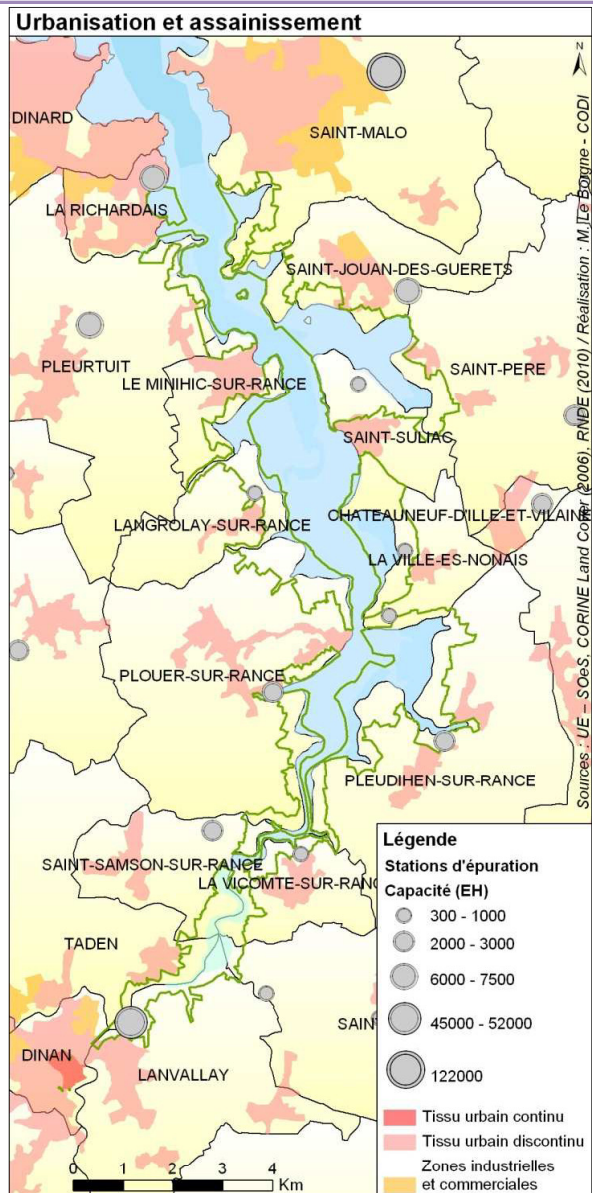 Urbanisation et assainissement
N
DINARD
SAINT-MALO
LA RICHARDAIS
SAINT-JOUAN-DES-GUERETS
PLEURTUIT
SAINT-PERE
LE MINIHIC-SUR-RANCE
SAINT-SULIAC
CHATEAUNEUF-D'ILLE-ET-VILAINE
LANGROLAY-SUR-RANCE
LA VILLE-ES-NONAIS
PLOUER-SUR-RANCE
PLEUDIHEN-SUR-RANCE
SAINT-SAMSON-SUR-RANCE
LA VICOMTE-SUR-RANC
TADEN
SAIN
DINAN
LANVALLAY
Sources : UE – SOeS, CORINE Land Cover (2006), RNDE (2010) / Réalisation : M. Le Borgne - CODI
Légende
Stations d'épuration
Capacité (EH)
300 - 1000
2000 - 3000
6000 - 7500
45000 - 52000
122000
Tissu urbain continu
Tissu urbain discontinu
Zones industrielles
et commerciales
0 1 2 4
Km